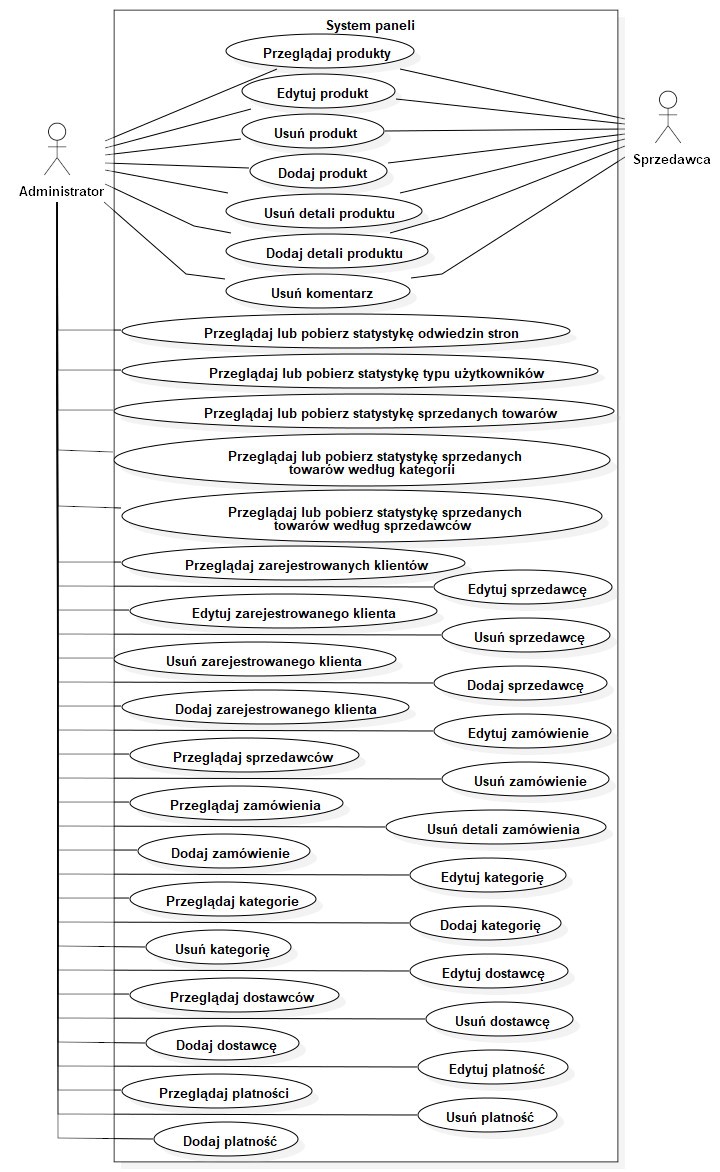 System paneli
Przeglądaj produkty
Edytuj produkt
Usuń produkt
Dodaj produkt
Administrator
Sprzedawca
Usuń detali produktu
Dodaj detali produktu
Usuń komentarz
Przeglądaj lub pobierz statystykę odwiedzin stron
Przeglądaj lub pobierz statystykę typu użytkowników
Przeglądaj lub pobierz statystykę sprzedanych towarów
Przeglądaj lub pobierz statystykę sprzedanych
towarów według kategorii
Przeglądaj lub pobierz statystykę sprzedanych
towarów według sprzedawców
Przeglądaj zarejestrowanych klientów
Edytuj sprzedawcę
Edytuj zarejestrowanego klienta
Usuń sprzedawcę
Usuń zarejestrowanego klienta
Dodaj sprzedawcę
Dodaj zarejestrowanego klienta
Edytuj zamówienie
Przeglądaj sprzedawców
Usuń zamówienie
Przeglądaj zamówienia
Usuń detali zamówienia
Dodaj zamówienie
Edytuj kategorię
Przeglądaj kategorie
Dodaj kategorię
Usuń kategorię
Edytuj dostawcę
Przeglądaj dostawców
Usuń dostawcę
Dodaj dostawcę
Edytuj płatność
Przeglądaj płatności
Usuń płatność
Dodaj płatność